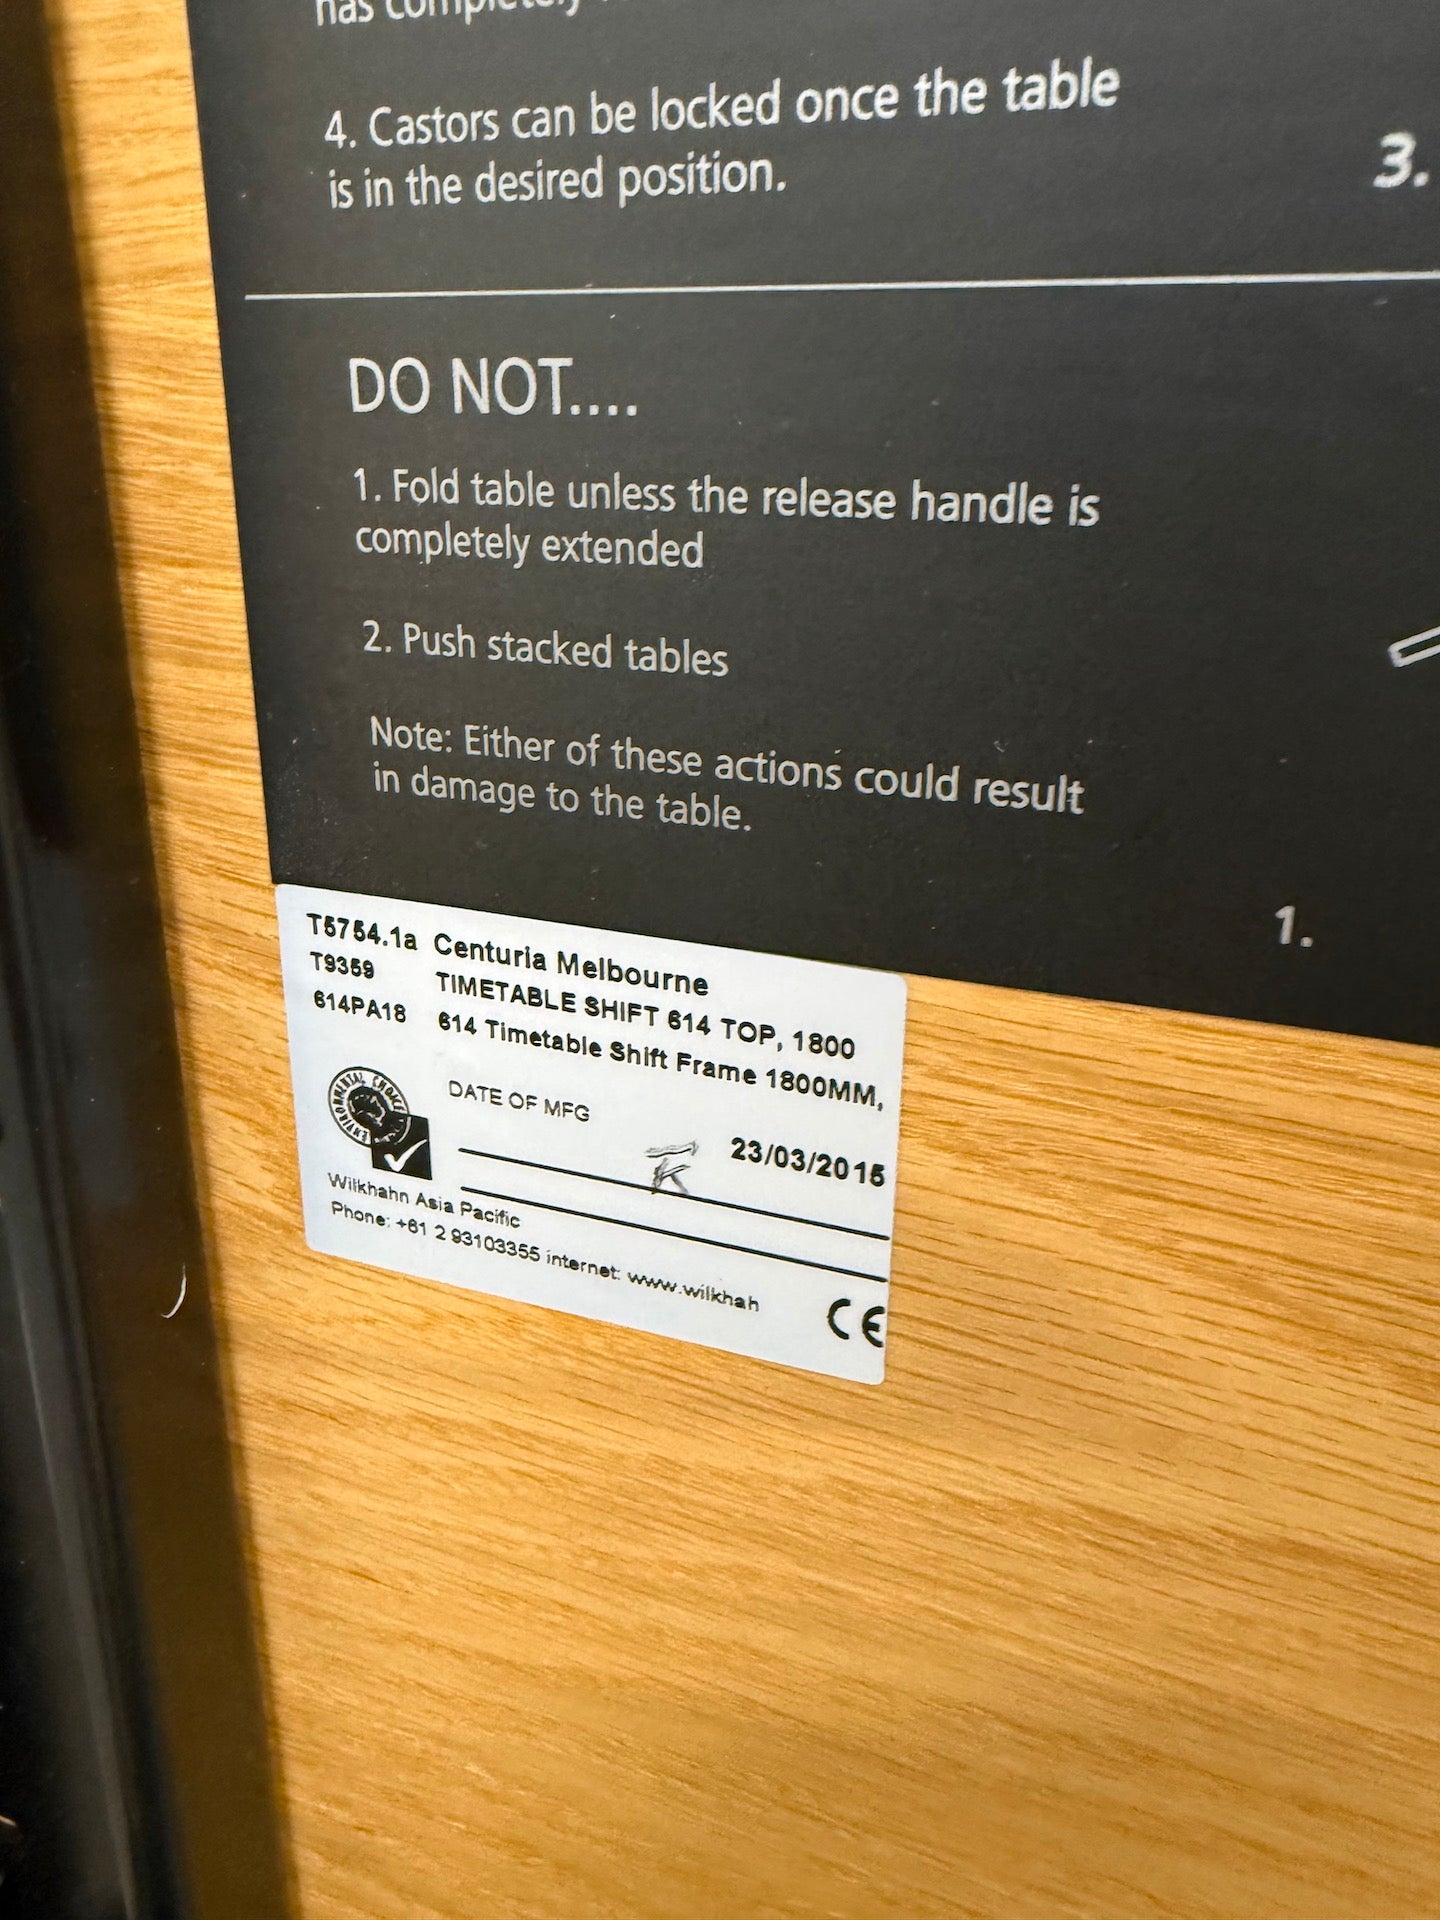 has completely
4. Castors can be locked once the table
is in the desired position.
3.
DO NOT....
1. Fold table unless the release handle is
completely extended
2. Push stacked tables
Note: Either of these actions could result
in damage to the table.
1.
T5754.1a Centuria Melbourne
T9359 TIMETABLE SHIFT 614 TOP, 1800
614PA18 614 Timetable Shift Frame 1800MM,
ENVIRONMENTAL CHOICE
DATE OF MFG
23/03/2015
Wilkhahn Asia Pacific
Phone: +61 2 93103355 internet: www.wilkhah
CE